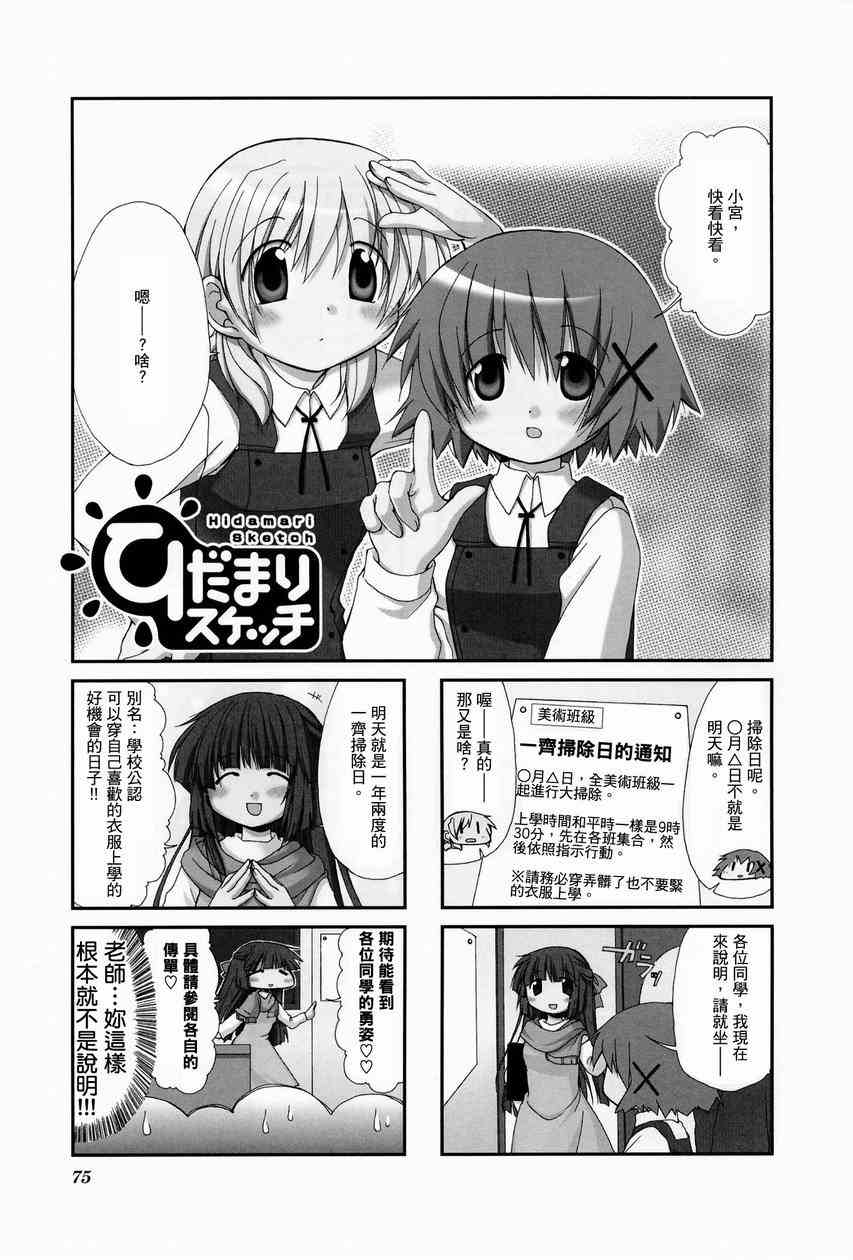 小宮，
快看快看。
嗯——？啥？
Hidamari
Sketch
ひだまり
スケッチ
掃除日呢。
〇月△日不就是
明天嘛。
美術班級
一齊掃除日的通知
〇月△日，全美術班級一
起進行大掃除。
上學時間和平時一樣是9時
30分，先在各班集合，然
後依照指示行動。
※請務必穿弄髒了也不要緊
的衣服上學。
喔——真的——
那又是啥？
各位同學，我現在
來說明，請就坐——
ガラッ
明天就是一年兩度的
一齊掃除日。
別名：學校公認
可以穿自己喜歡的衣服上學的
好機會的日子!!
期待能看到
各位同學的勇姿♡♡
具體請參閱各自的
傳單♡
老師…妳這樣
根本就不是說明!!!
75